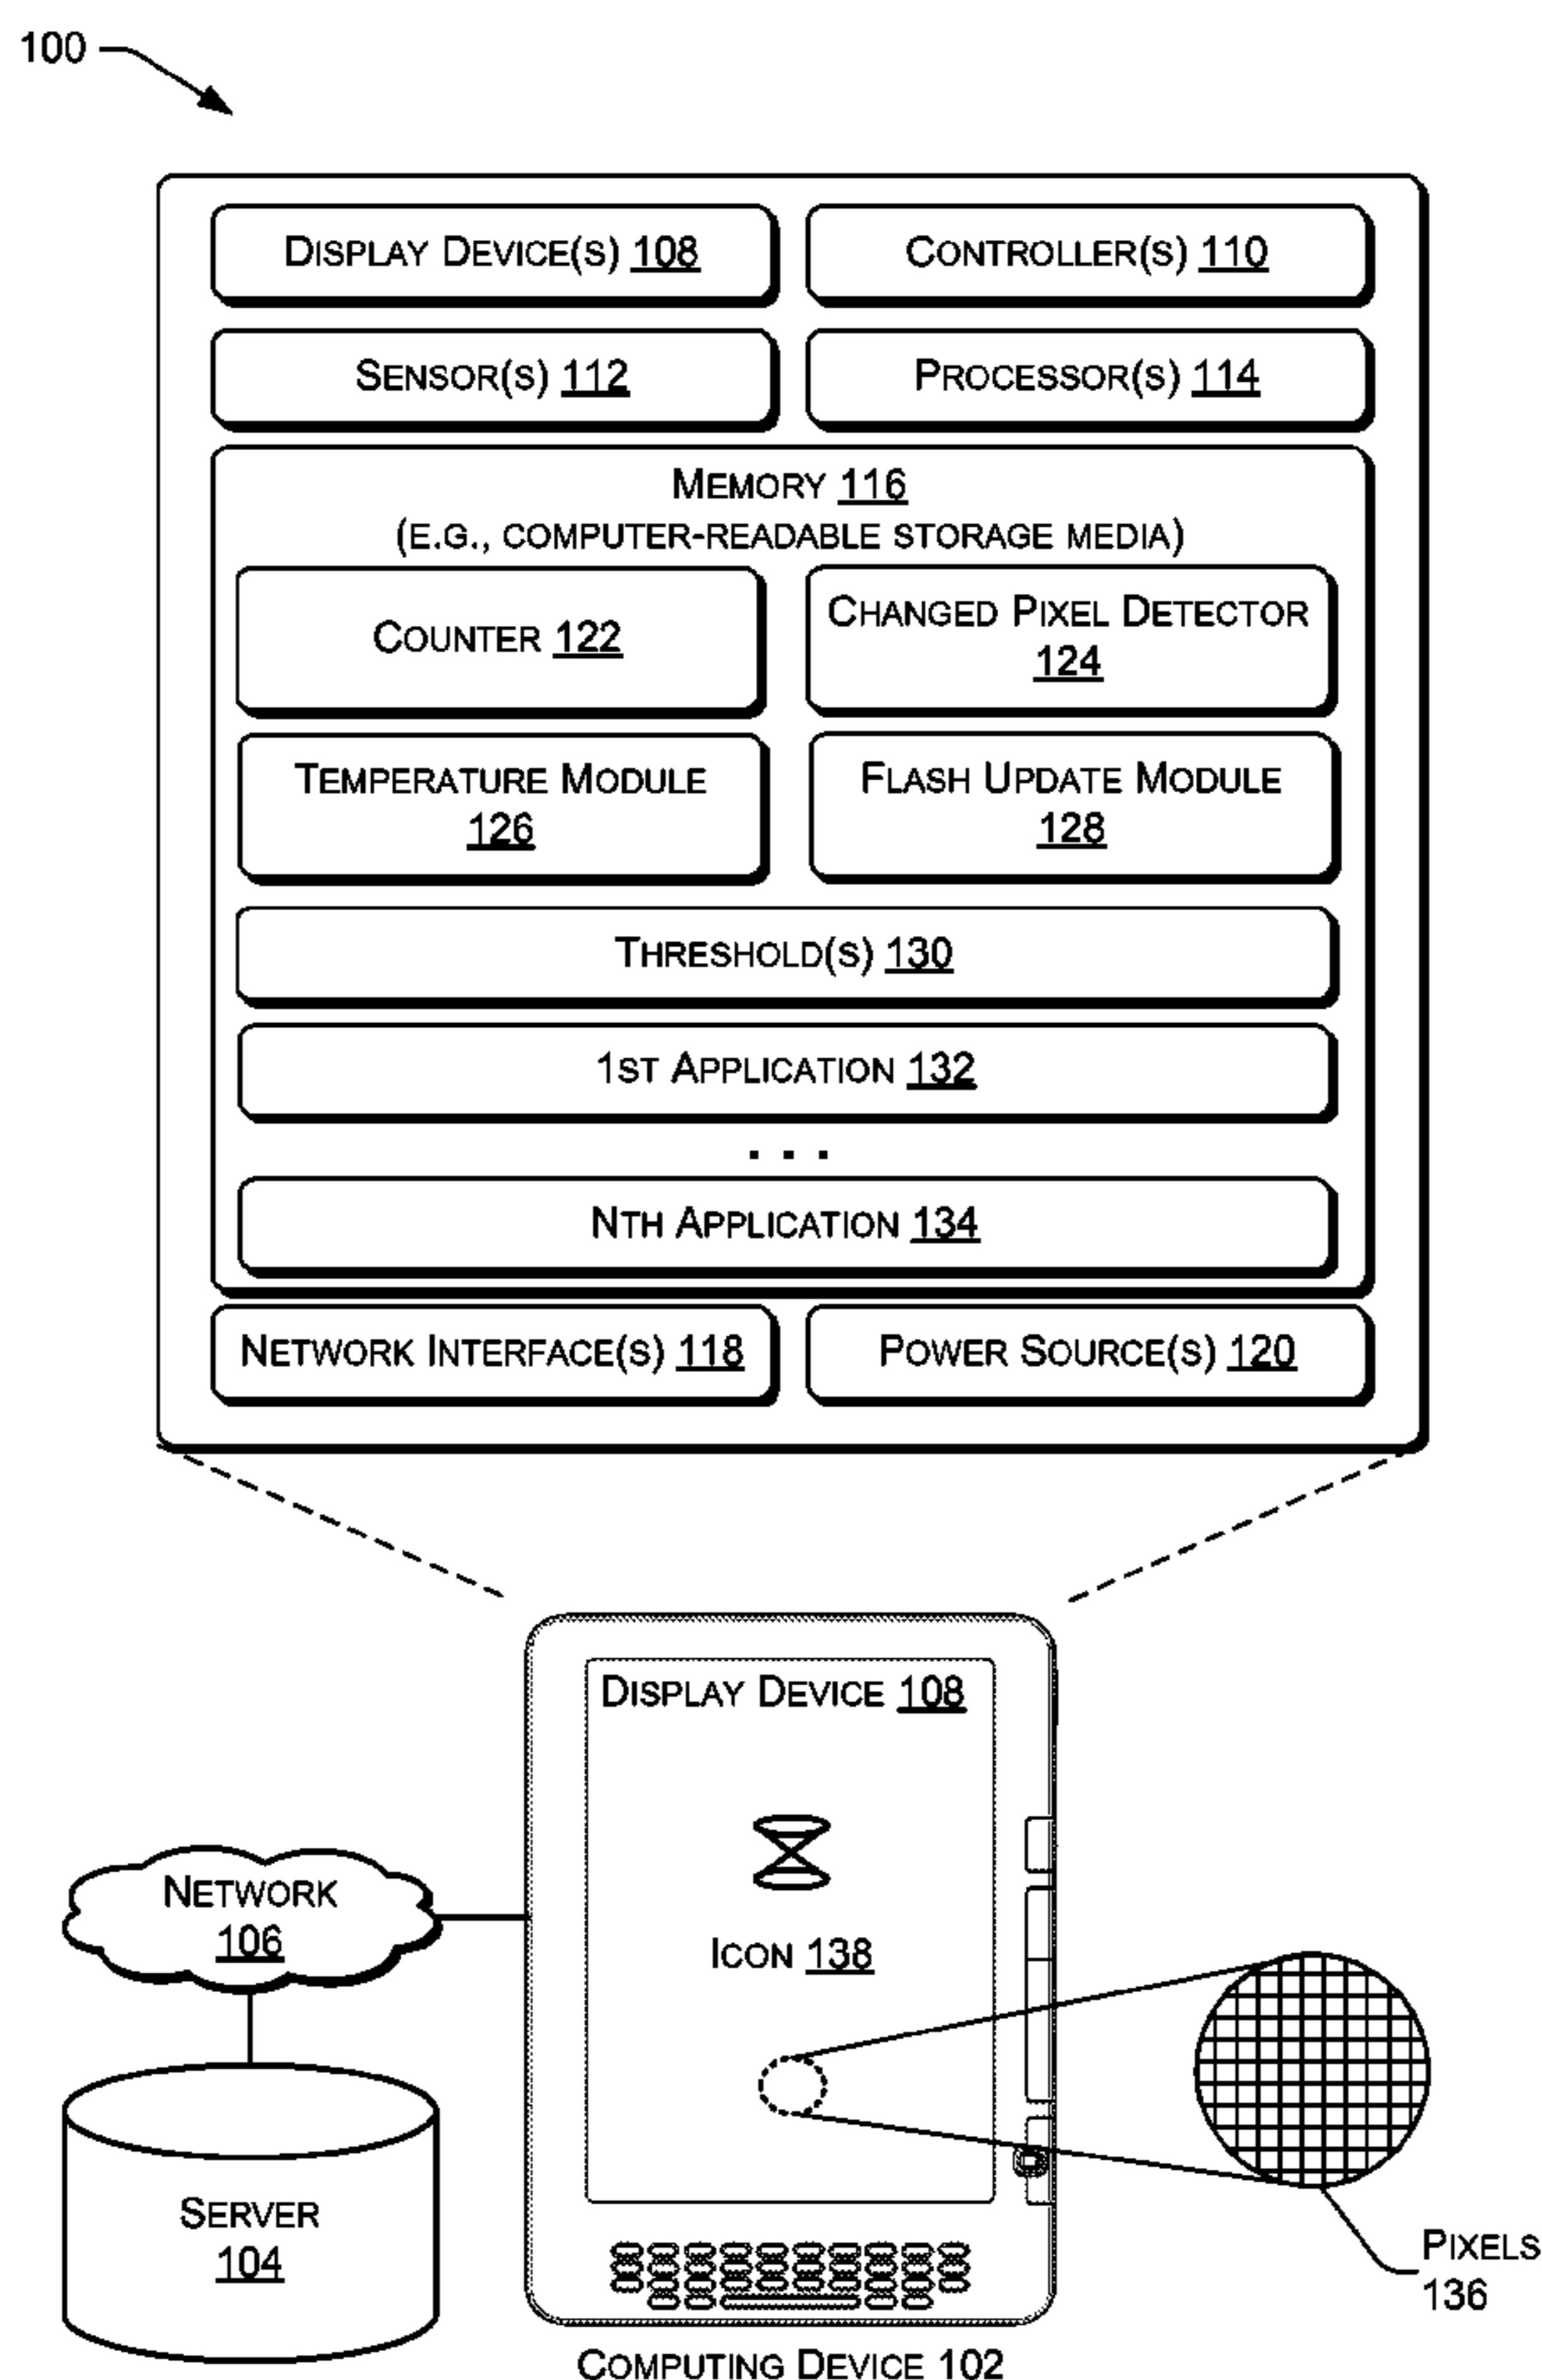 100
DISPLAY DEVICE(S) 108
CONTROLLER(S) 110
SENSOR(S) 112
PROCESSOR(S) 114
MEMORY 116
(E.G., COMPUTER-READABLE STORAGE MEDIA)
COUNTER 122
CHANGED PIXEL DETECTOR
124
TEMPERATURE MODULE
126
FLASH UPDATE MODULE
128
THRESHOLD(S) 130
1ST APPLICATION 132
. . .
NTH APPLICATION 134
NETWORK INTERFACE(S) 118
POWER SOURCE(S) 120
DISPLAY DEVICE 108
ICON 138
NETWORK
106
SERVER
104
PIXELS
136
COMPUTING DEVICE 102